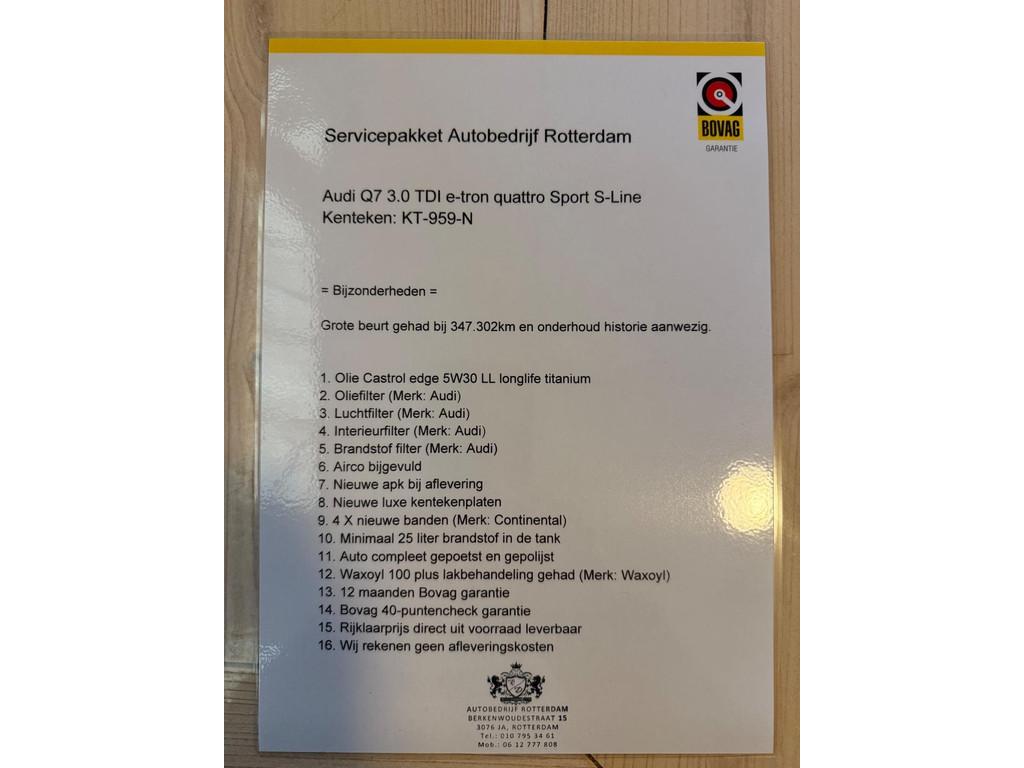 BOVAG
GARANTIE
Servicepakket Autobedrijf Rotterdam
Audi Q7 3.0 TDI e-tron quattro Sport S-Line
Kenteken: KT-959-N
= Bijzonderheden =
Grote beurt gehad bij 347.302km en onderhoud historie aanwezig.
1. Olie Castrol edge 5W30 LL longlife titanium
2. Oliefilter (Merk: Audi)
3. Luchtfilter (Merk: Audi)
4. Interieurfilter (Merk: Audi)
5. Brandstof filter (Merk: Audi)
6. Airco bijgevuld
7. Nieuwe apk bij aflevering
8. Nieuwe luxe kentekenplaten
9. 4 X nieuwe banden (Merk: Continental)
10. Minimaal 25 liter brandstof in de tank
11. Auto compleet gepoetst en gepolijst
12. Waxoyl 100 plus lakbehandeling gehad (Merk: Waxoyl)
13. 12 maanden Bovag garantie
14. Bovag 40-puntencheck garantie
15. Rijklaarprijs direct uit voorraad leverbaar
16. Wij rekenen geen afleveringskosten
AUTOBEDRIJF ROTTERDAM
BERKENWOUDESTRAAT 15
3076 JA, ROTTERDAM
Tel.: 010 795 34 61
Mob.: 06 12 777 808